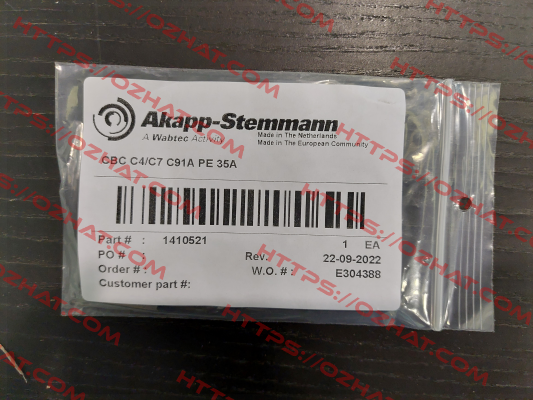 Akapp-Stemmann
A Wabtec Activity
Made in The Netherlands
Made in The European Community
CBC C4/C7 C91A PE 35A
Part # : 1410521 1 EA
PO # : Rev. 22-09-2022
Order # : W.O. # : E304388
Customer part #:
HTTPS://OZHAT.COM